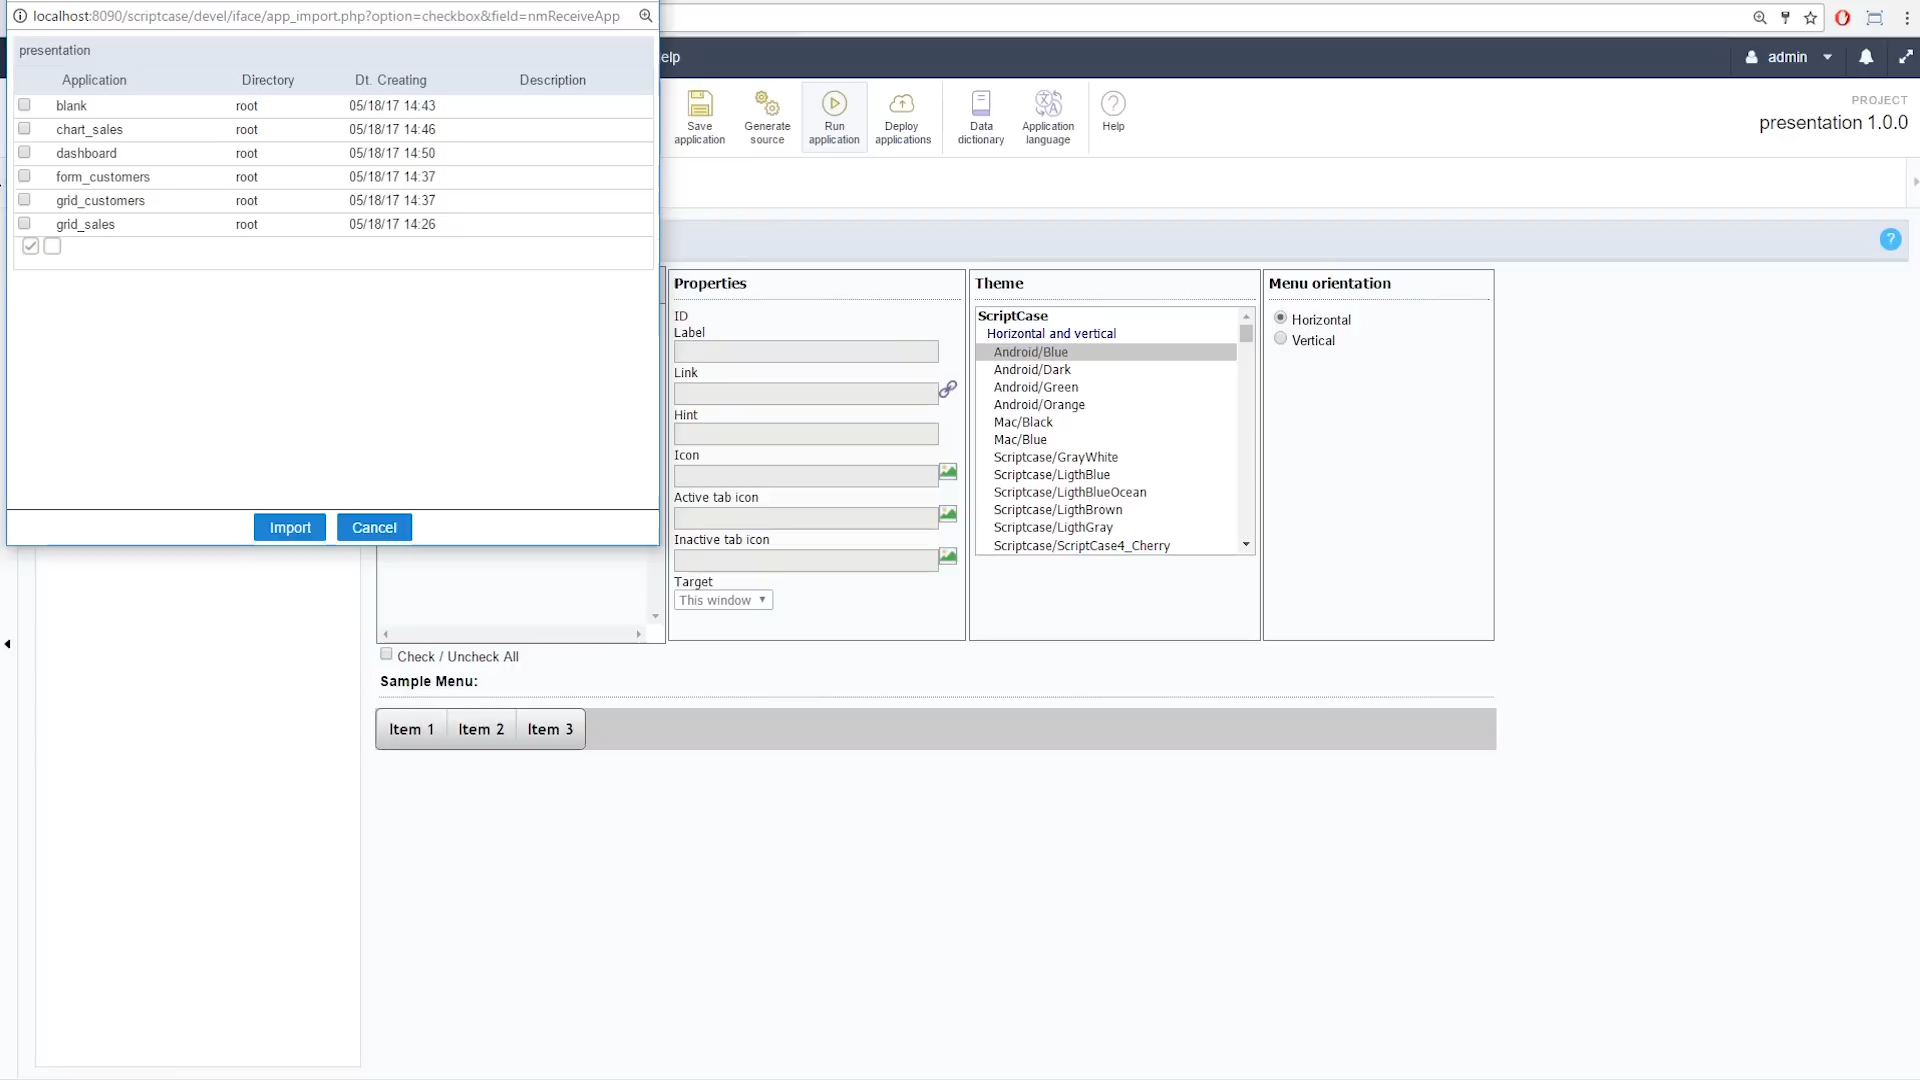 localhost:8090/scriptcase/devel/iface/app_import.php?option=checkbox&field=nmReceiveApp
presentation
Application Directory Dt. Creating Description
blank root 05/18/17 14:43
chart_sales root 05/18/17 14:46
dashboard root 05/18/17 14:50
form_customers root 05/18/17 14:37
grid_customers root 05/18/17 14:37
grid_sales root 05/18/17 14:26
Import Cancel
elp
admin
Save application
Generate source
Run application
Deploy applications
Data dictionary
Application language
Help
PROJECT
presentation 1.0.0
?
Properties
ID
Label
Link
Hint
Icon
Active tab icon
Inactive tab icon
Target
This window
Theme
ScriptCase
Horizontal and vertical
Android/Blue
Android/Dark
Android/Green
Android/Orange
Mac/Black
Mac/Blue
Scriptcase/GrayWhite
Scriptcase/LigthBlue
Scriptcase/LigthBlueOcean
Scriptcase/LigthBrown
Scriptcase/LigthGray
Scriptcase/ScriptCase4_Cherry
Menu orientation
Horizontal
Vertical
Check / Uncheck All
Sample Menu:
Item 1 Item 2 Item 3